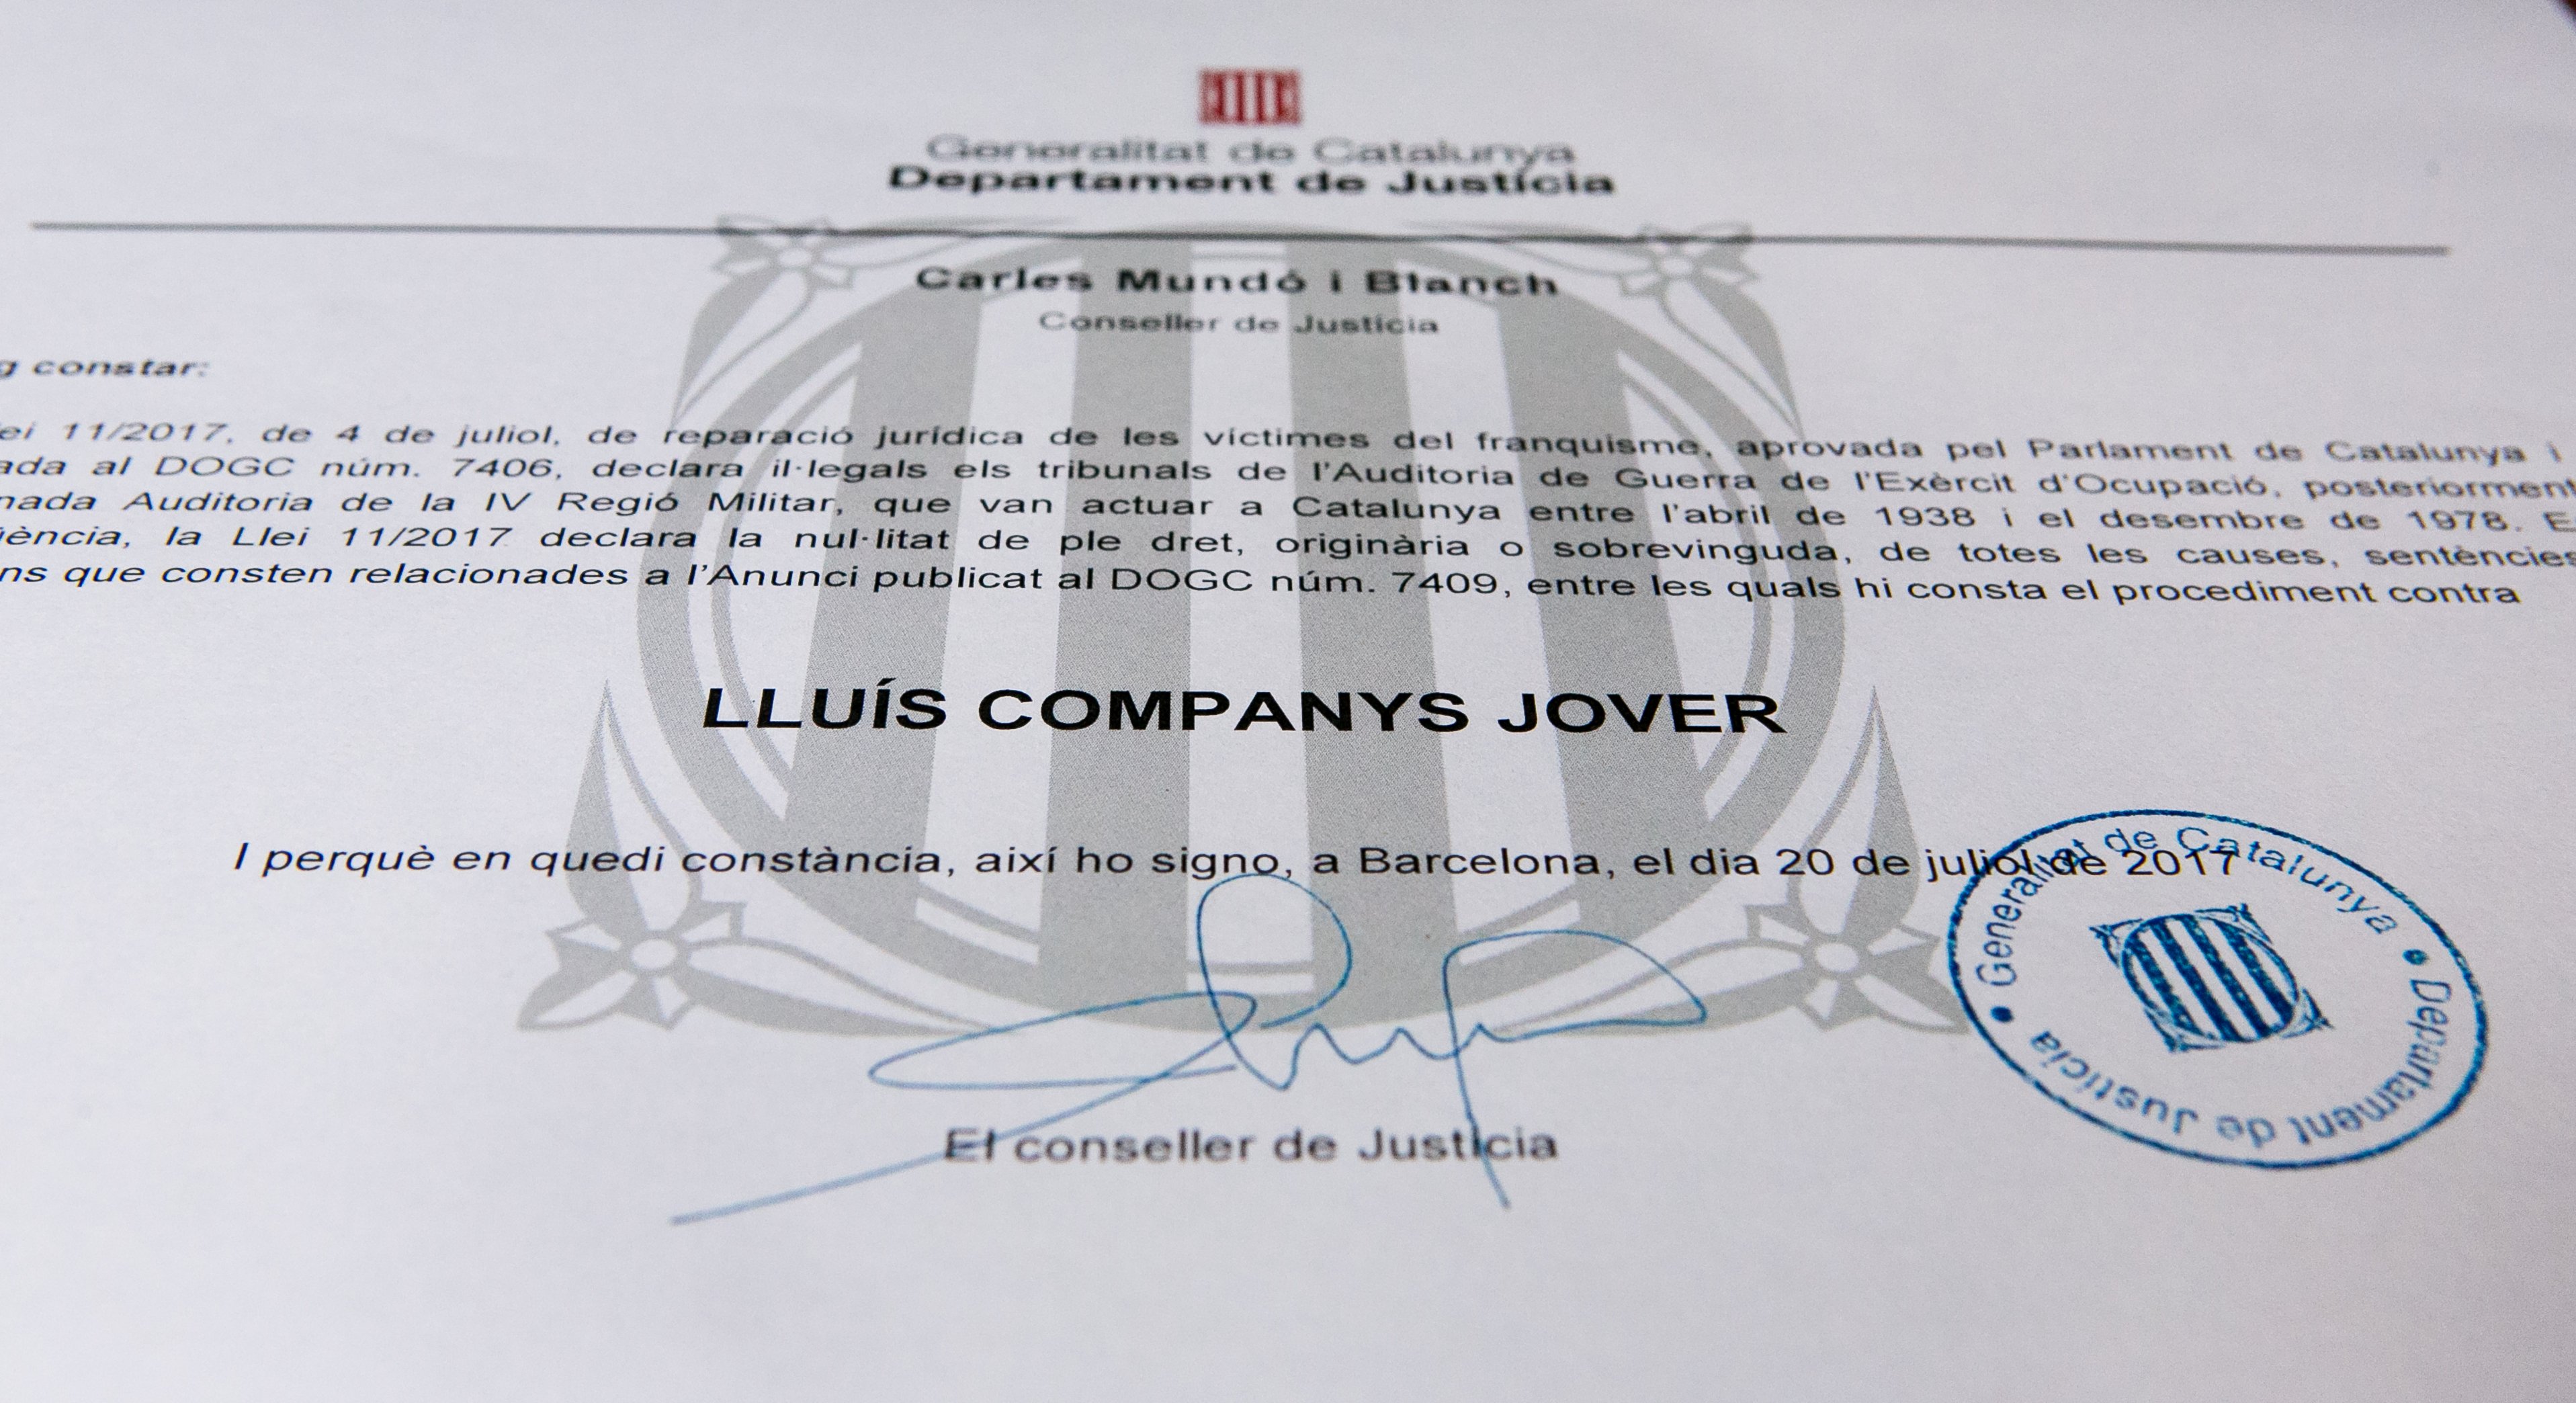 Generalitat de Catalunya
Departament de Justícia
Carles Mundó i Blanch
Conseller de Justícia
constar:
11/2017, de 4 de juliol, de reparació jurídica de les víctimes del franquisme, aprovada pel Parlament de Catalunya i
al DOGC núm. 7406, declara il·legals els tribunals de l'Auditoria de Guerra de l'Exèrcit d'Ocupació, posteriorment
Auditoria de la IV Regió Militar, que van actuar a Catalunya entre l'abril de 1938 i el desembre de 1978.
la Llei 11/2017 declara la nul·litat de ple dret, originària o sobrevinguda, de totes les causes, sentències
que consten relacionades a l'Anunci publicat al DOGC núm. 7409, entre les quals hi consta el procediment contra
LLUÍS COMPANYS JOVER
I perquè en quedi constància, així ho signo, a Barcelona, el dia 20 de juliol de 2017
Generalitat de Catalunya • Departament de Justícia •
El conseller de Justícia